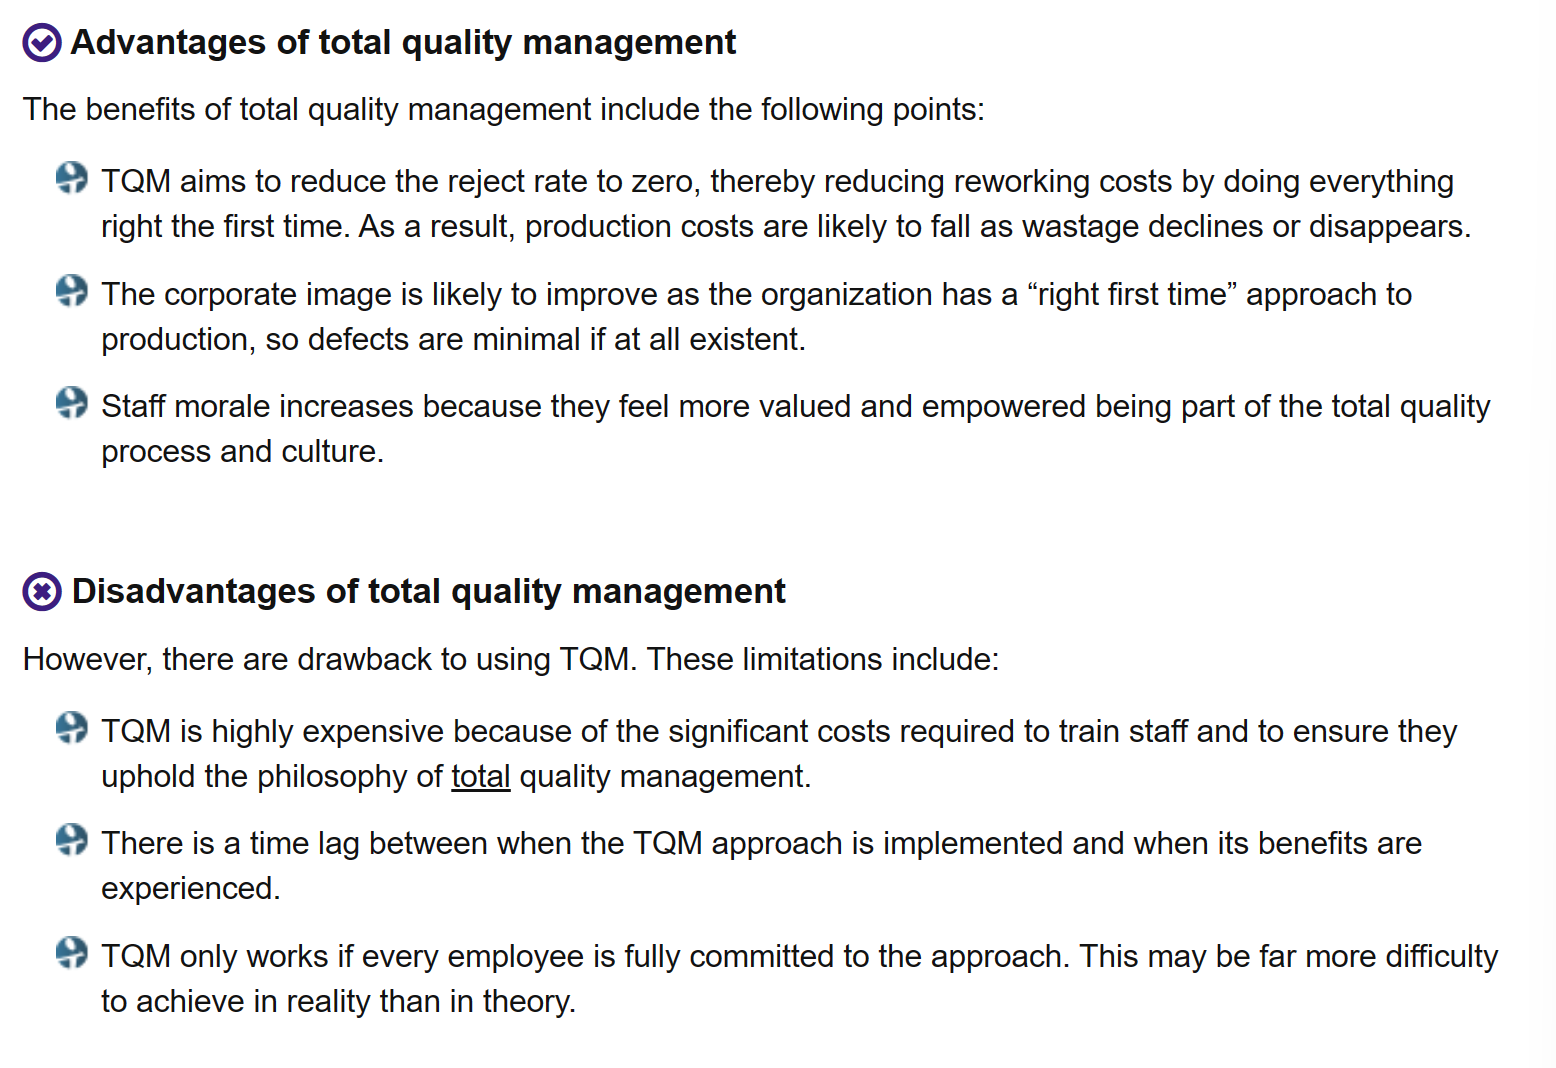 Advantages of total quality management
The benefits of total quality management include the following points:
TQM aims to reduce the reject rate to zero, thereby reducing reworking costs by doing everything
right the first time. As a result, production costs are likely to fall as wastage declines or disappears.
The corporate image is likely to improve as the organization has a “right first time” approach to
production, so defects are minimal if at all existent.
Staff morale increases because they feel more valued and empowered being part of the total quality
process and culture.
Disadvantages of total quality management
However, there are drawback to using TQM. These limitations include:
TQM is highly expensive because of the significant costs required to train staff and to ensure they
uphold the philosophy of total quality management.
There is a time lag between when the TQM approach is implemented and when its benefits are
experienced.
TQM only works if every employee is fully committed to the approach. This may be far more difficulty
to achieve in reality than in theory.